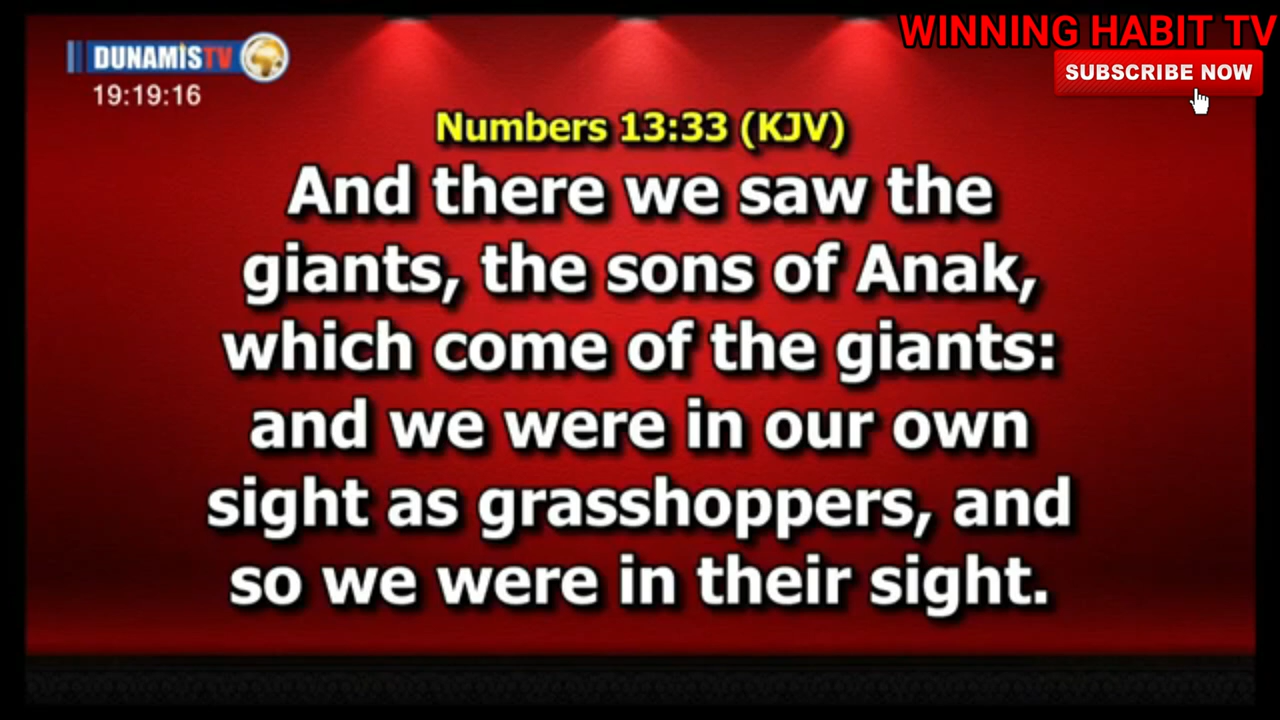 WINNING HABIT TV
DUNAMISTV
SUBSCRIBE NOW
19:19:16
Numbers 13:33 (KJV)
And there we saw the
giants, the sons of Anak,
which come of the giants:
and we were in our own
sight as grasshoppers, and
so we were in their sight.